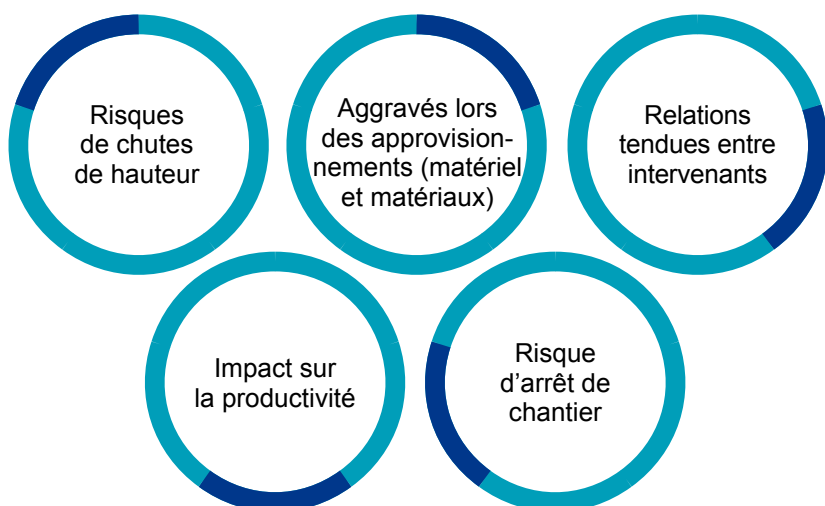 Risques
de chutes
de hauteur
Aggravés lors
des approvision-
nements (matériel
et matériaux)
Relations
tendues entre
intervenants
Impact sur
la productivité
Risque
d’arrêt de
chantier